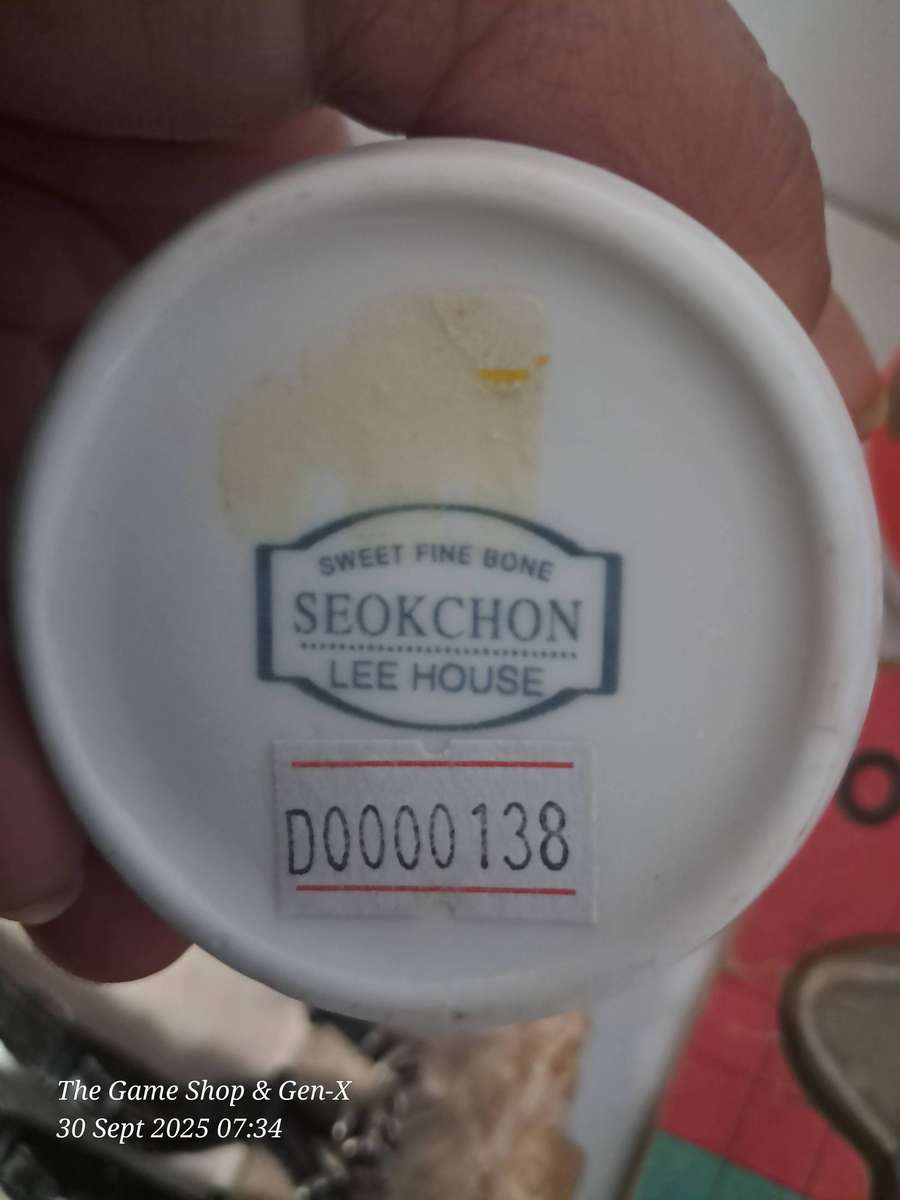 SWEET FINE BONE
SEOKCHON
LEE HOUSE
D0000138
The Game Shop & Gen-X
30 Sept 2025 07:34